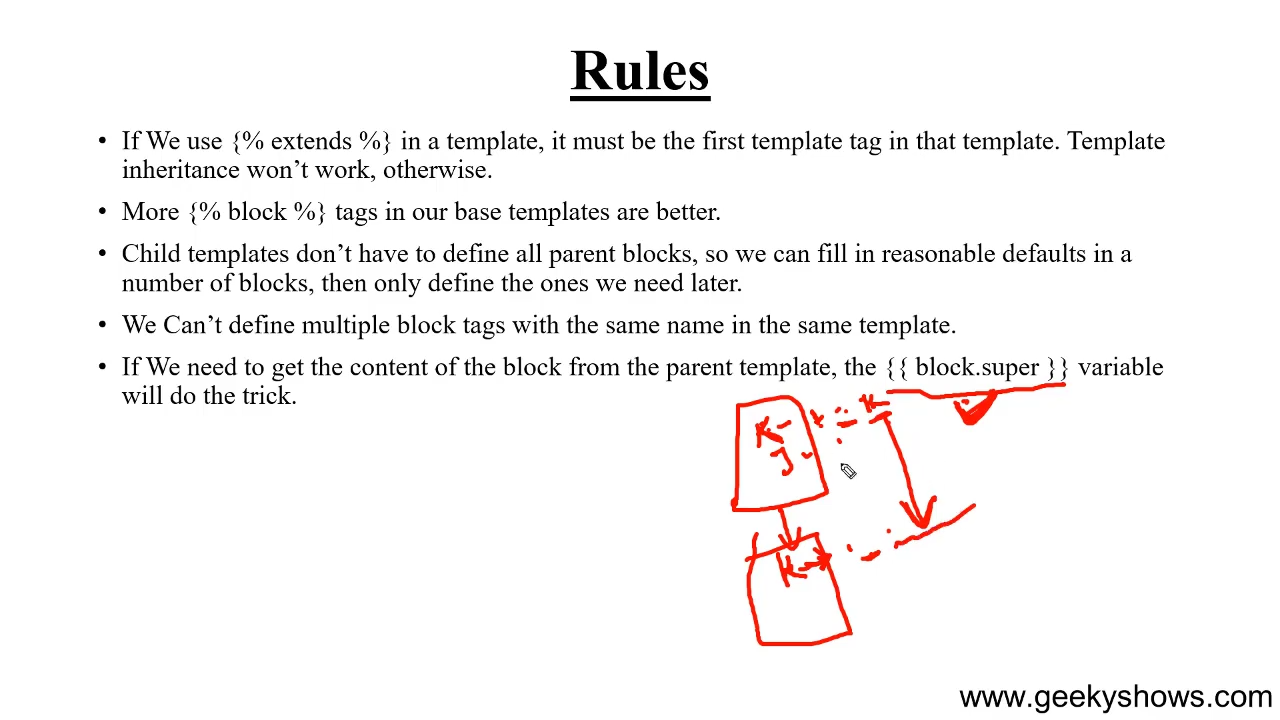 Rules
• If We use {% extends %} in a template, it must be the first template tag in that template. Template
inheritance won’t work, otherwise.
• More {% block %} tags in our base templates are better.
• Child templates don’t have to define all parent blocks, so we can fill in reasonable defaults in a
number of blocks, then only define the ones we need later.
• We Can’t define multiple block tags with the same name in the same template.
• If We need to get the content of the block from the parent template, the {{ block.super }} variable
will do the trick.
K
J
K
www.geekyshows.com